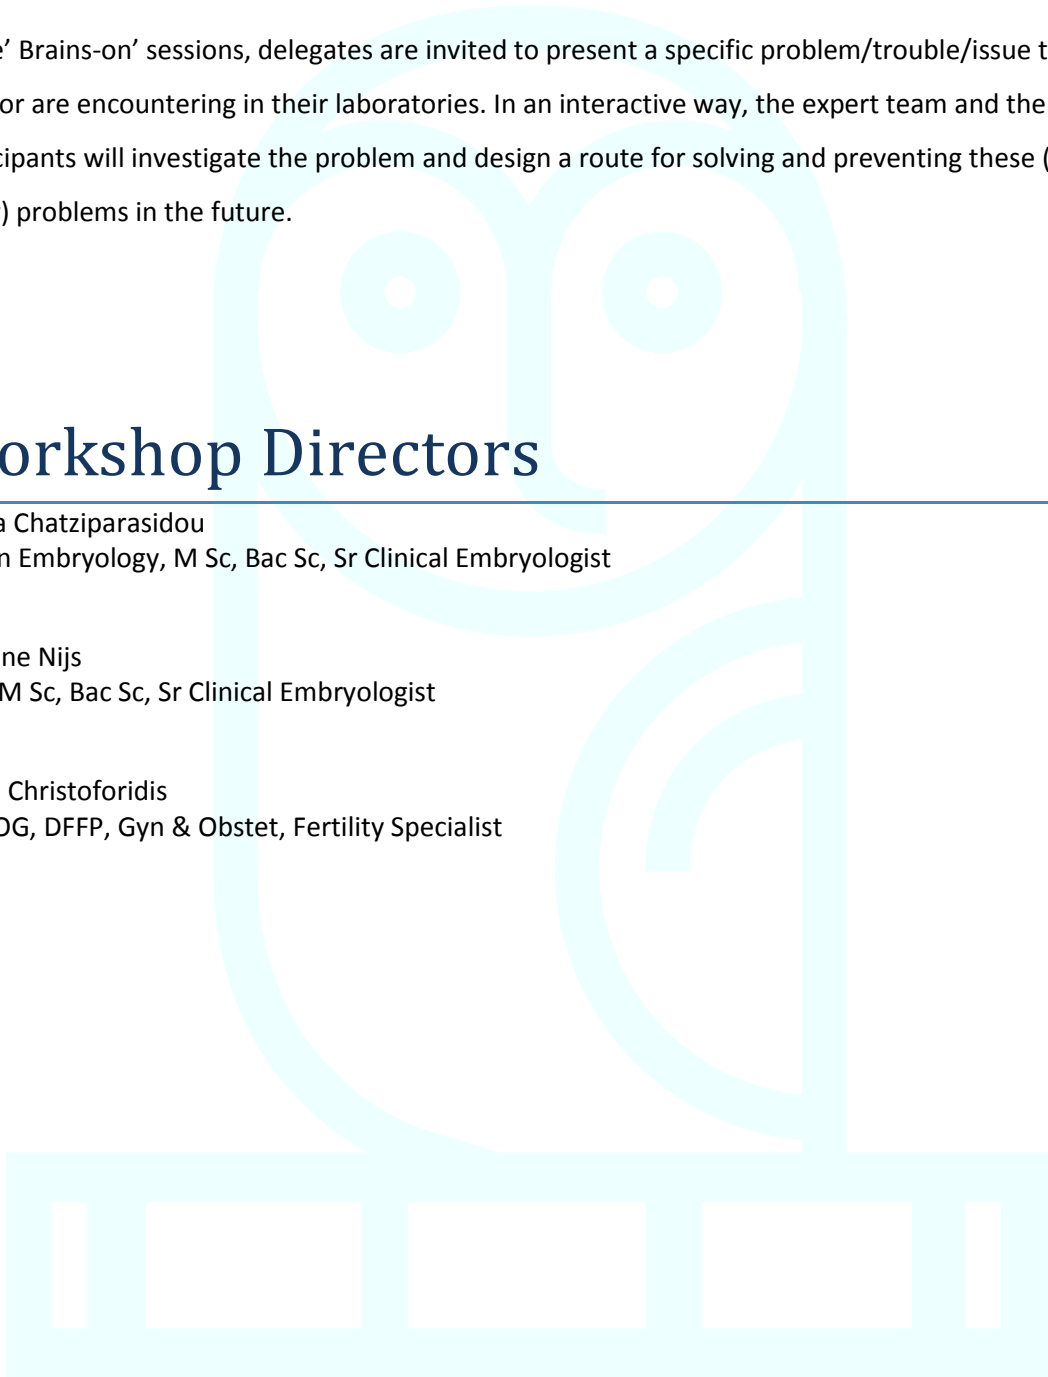 e’ Brains-on’ sessions, delegates are invited to present a specific problem/trouble/issue t
or are encountering in their laboratories. In an interactive way, the expert team and the
cipants will investigate the problem and design a route for solving and preventing these (
) problems in the future.
orkshop Directors
a Chatziparasidou
n Embryology, M Sc, Bac Sc, Sr Clinical Embryologist
ne Nijs
M Sc, Bac Sc, Sr Clinical Embryologist
Christoforidis
OG, DFFP, Gyn & Obstet, Fertility Specialist